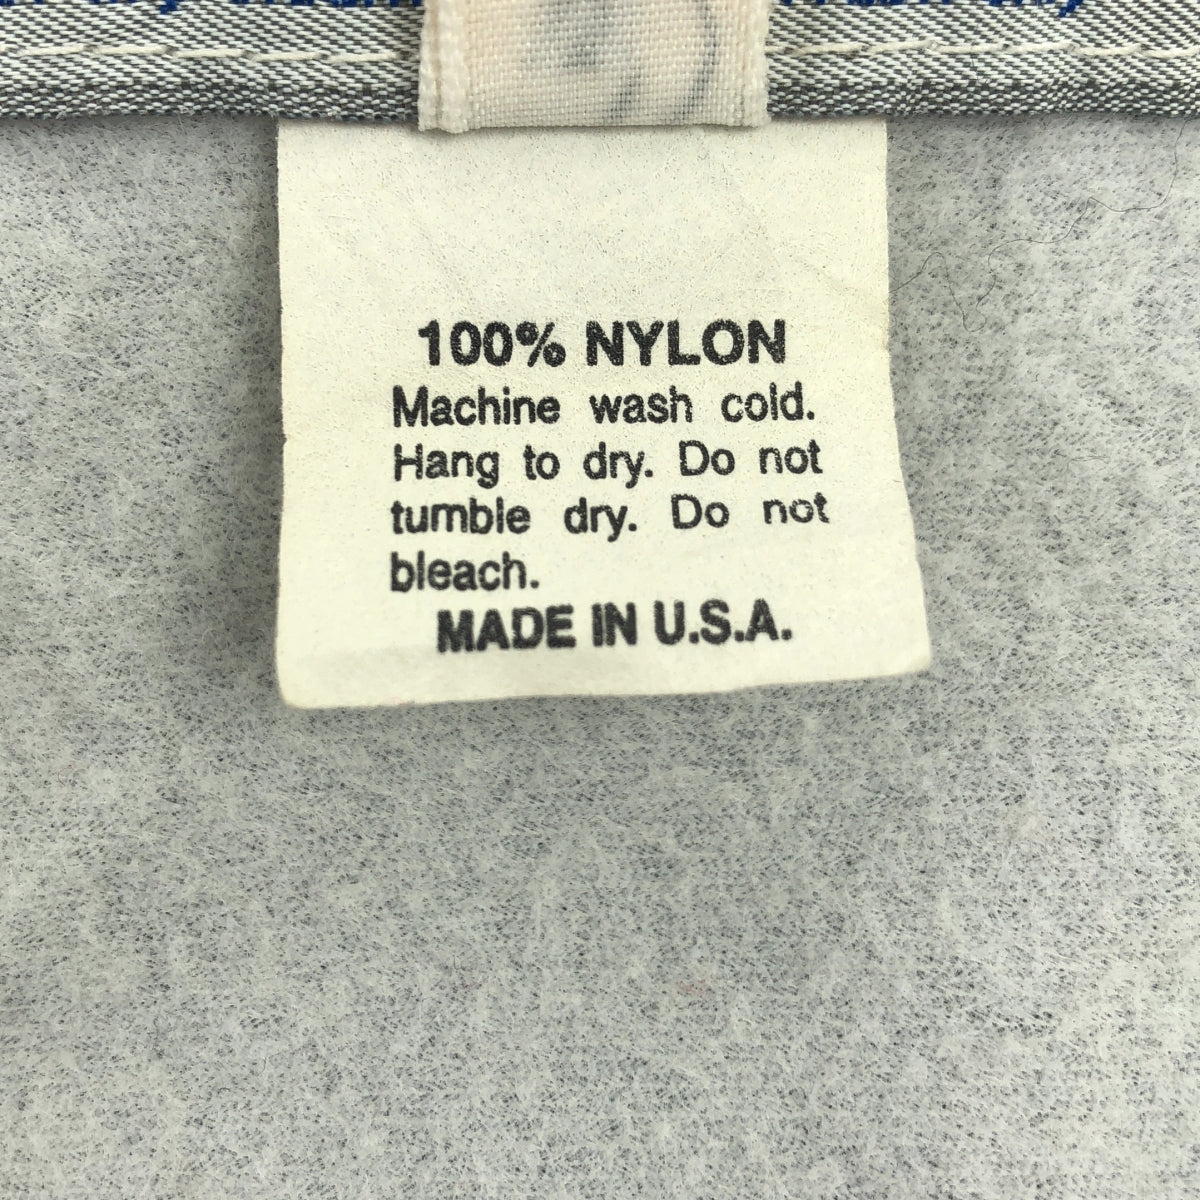 100% NYLON
Machine wash cold.
Hang to dry. Do not
tumble dry. Do not
bleach.
MADE IN U.S.A.